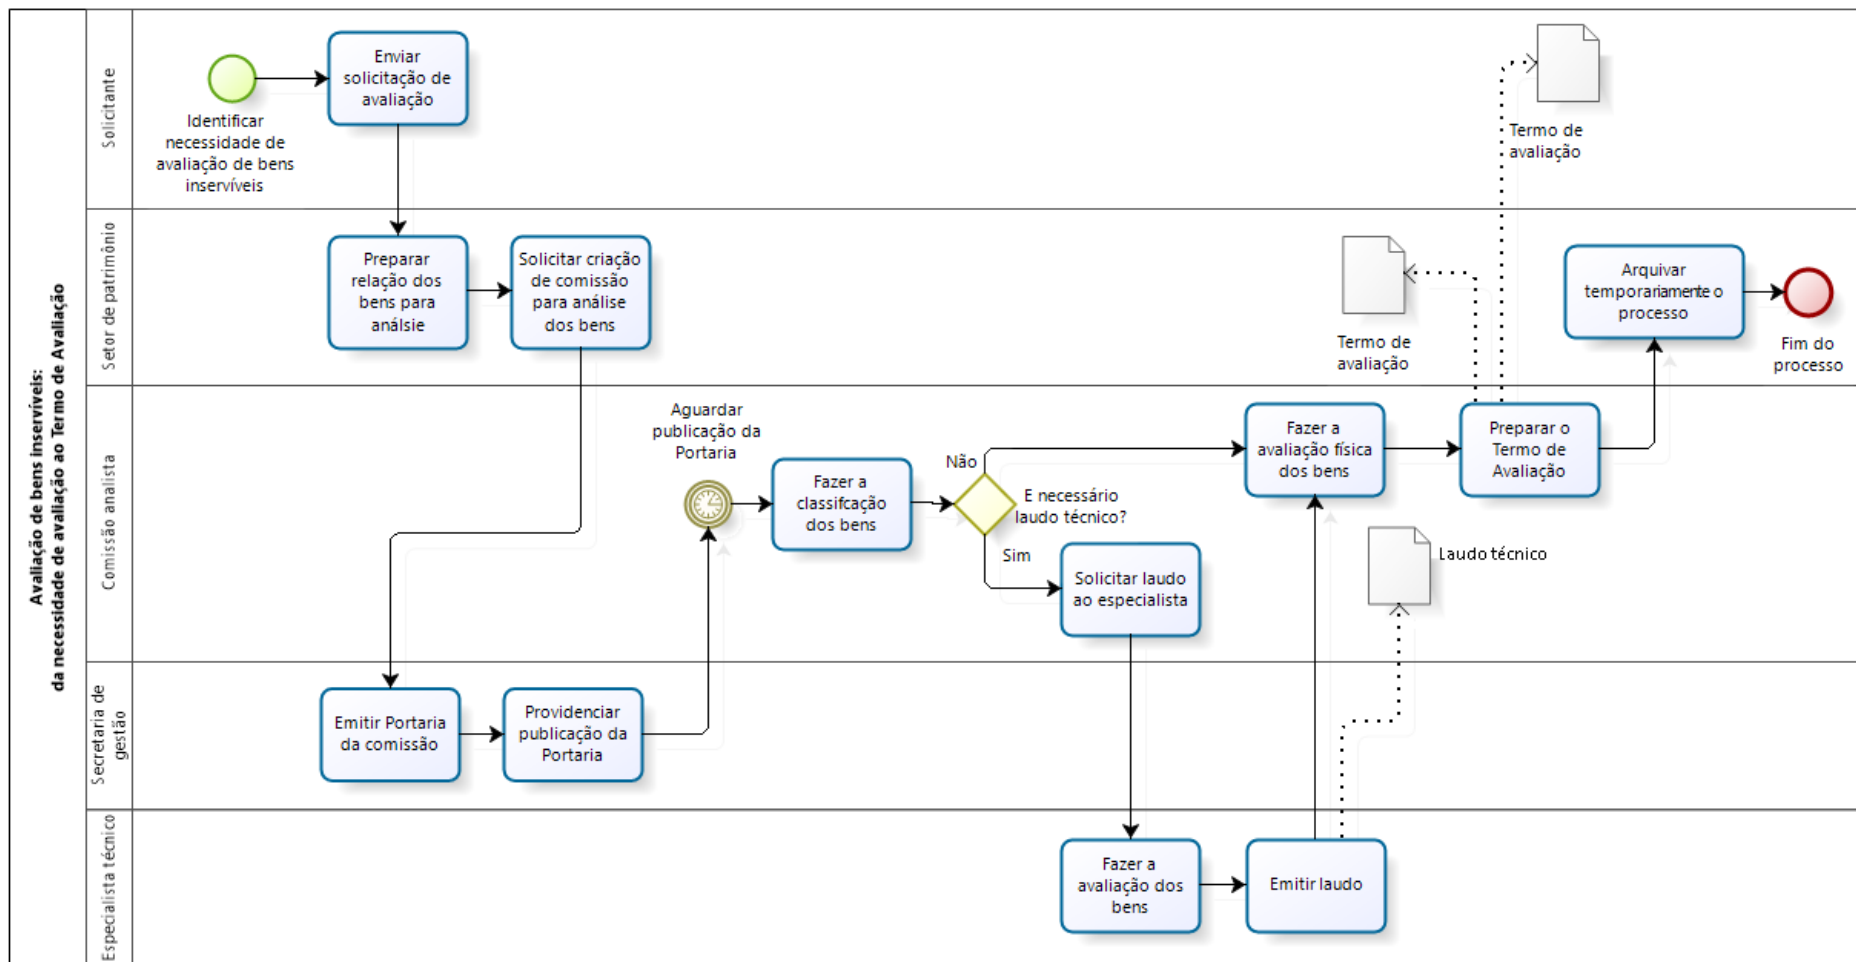 Avaliação de bens inservíveis:
da necessidade de avaliação ao Termo de Avaliação
Solicitante
Identificar
necessidade de
avaliação de bens
inservíveis
Enviar
solicitação de
avaliação
Termo de
avaliação
Setor de patrimônio
Preparar
relação dos
bens para
análsie
Solicitar criação
de comissão
para análise
dos bens
Termo de
avaliação
Arquivar
temporariamente o
processo
Fim do
processo
Comissão analista
Aguardar
publicação da
Portaria
Fazer a
classifcação
dos bens
Não
E necessário
laudo técnico?
Sim
Solicitar laudo
ao especialista
Fazer a
avaliação física
dos bens
Preparar o
Termo de
Avaliação
Laudo técnico
Secretaria de
gestão
Emitir Portaria
da comissão
Providenciar
publicação da
Portaria
Especialista técnico
Fazer a
avaliação dos
bens
Emitir laudo